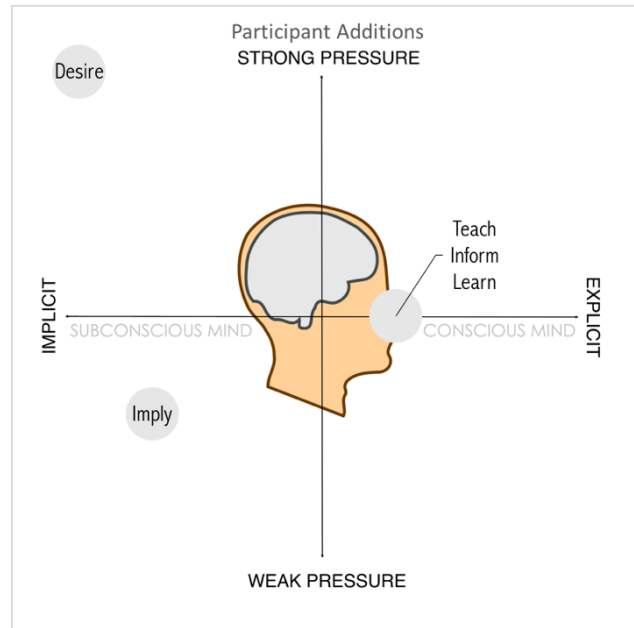 Participant Additions
STRONG PRESSURE
Desire
Teach
Inform
Learn
IMPLICIT
SUBCONSCIOUS MIND
CONSCIOUS MIND
EXPLICIT
Imply
WEAK PRESSURE